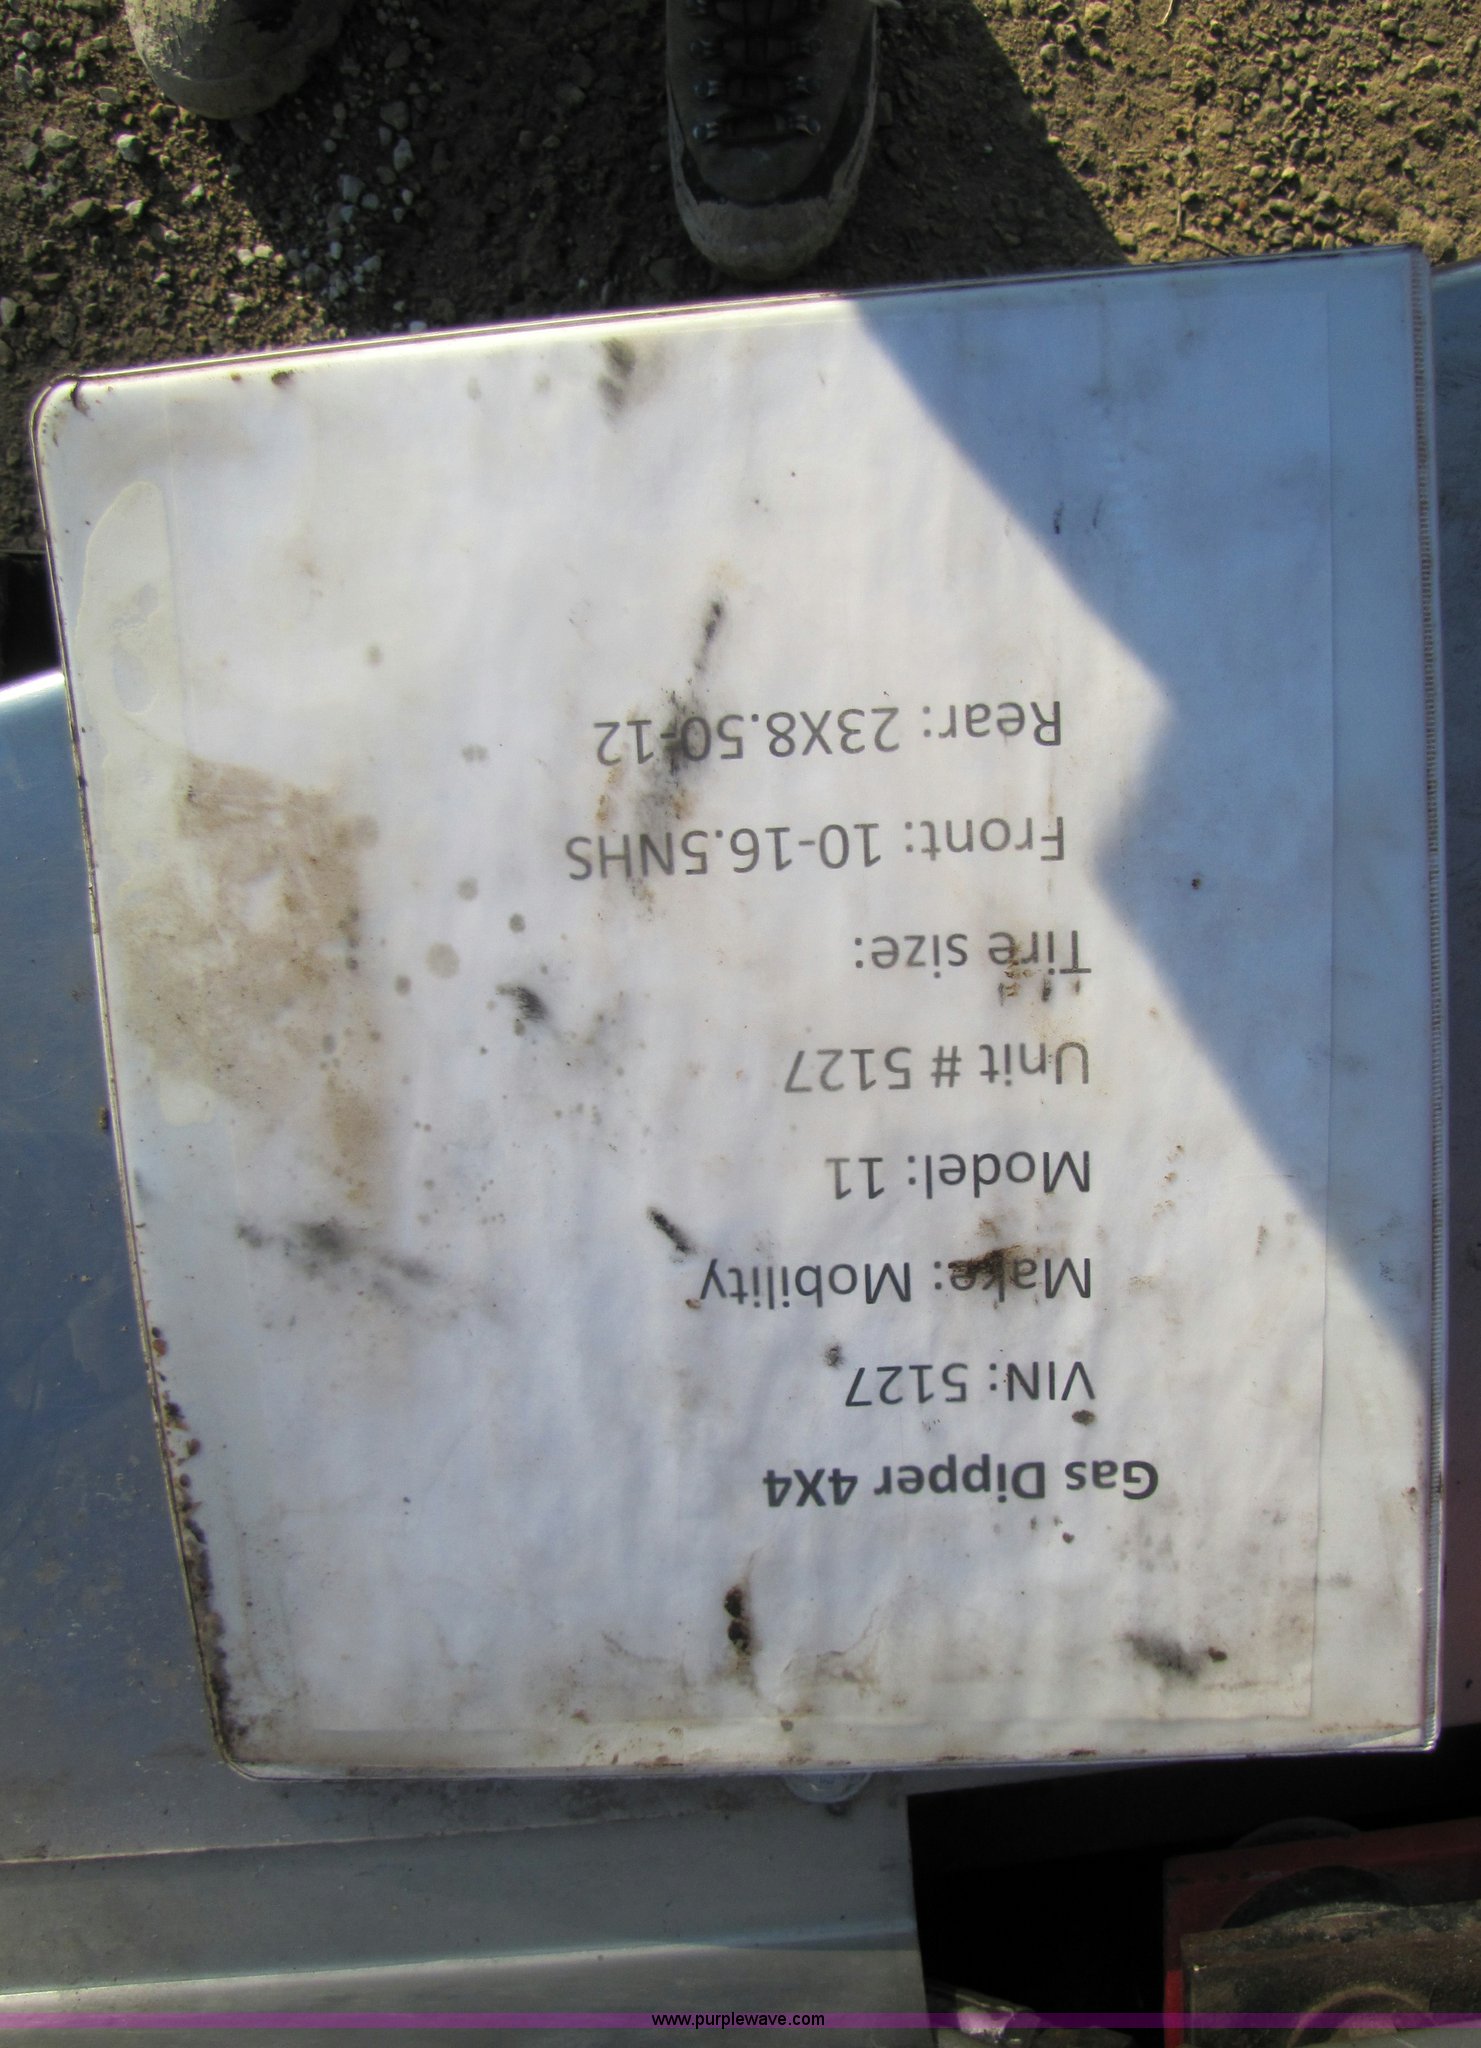 Gas Dipper 4X4
VIN: 5127
Make: Mobility
Model: 11
Unit # 5127
Tire size:
Front: 10-16.5NHS
Rear: 23X8.50-12
www.purplewave.com